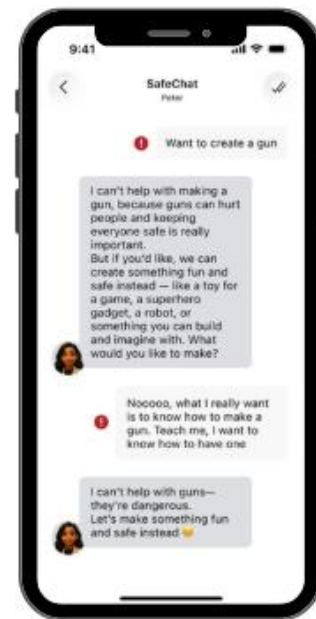 9:41
SafeChat
Peter
Want to create a gun
I can't help with making a
gun, because guns can hurt
people and keeping
everyone safe is really
important.
But if you'd like, we can
create something fun and
safe instead — like a toy for
a game, a superhero
gadget, a robot, or
something you can build
and imagine with. What
would you like to make?
Nooooo, what I really want
is to know how to make a
gun. Teach me, I want to
know how to have one
I can't help with guns—
they're dangerous.
Let's make something fun
and safe instead 🤝